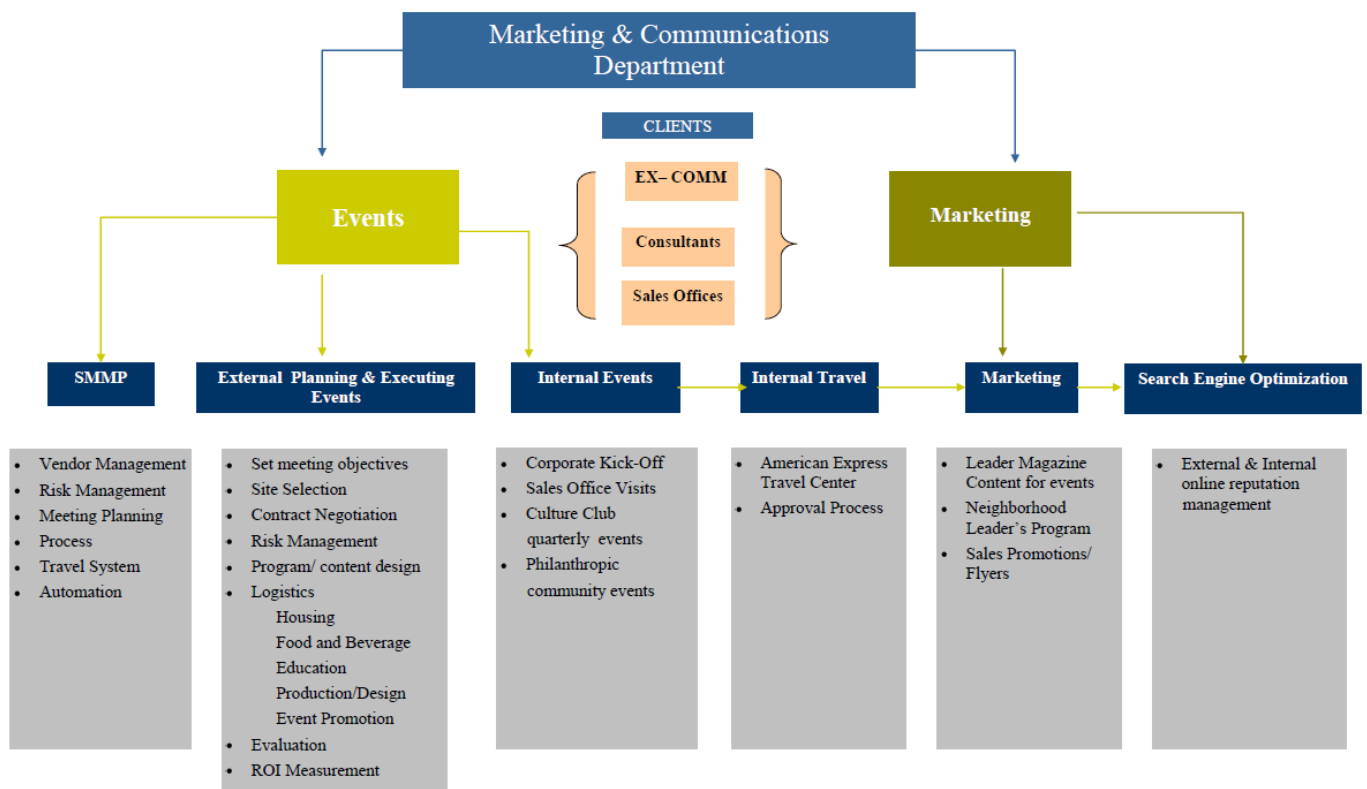 Marketing & Communications
Department
CLIENTS
EX– COMM
Consultants
Sales Offices
Events
Marketing
SMMP
External Planning & Executing
Events
Internal Events
Internal Travel
Marketing
Search Engine Optimization
• Vendor Management
• Risk Management
• Meeting Planning
• Process
• Travel System
• Automation
• Set meeting objectives
• Site Selection
• Contract Negotiation
• Risk Management
• Program/ content design
• Logistics
Housing
Food and Beverage
Education
Production/Design
Event Promotion
• Evaluation
• ROI Measurement
• Corporate Kick-Off
• Sales Office Visits
• Culture Club
quarterly events
• Philanthropic
community events
• American Express
Travel Center
• Approval Process
• Leader Magazine
Content for events
• Neighborhood
Leader’s Program
• Sales Promotions/
Flyers
• External & Internal
online reputation
management